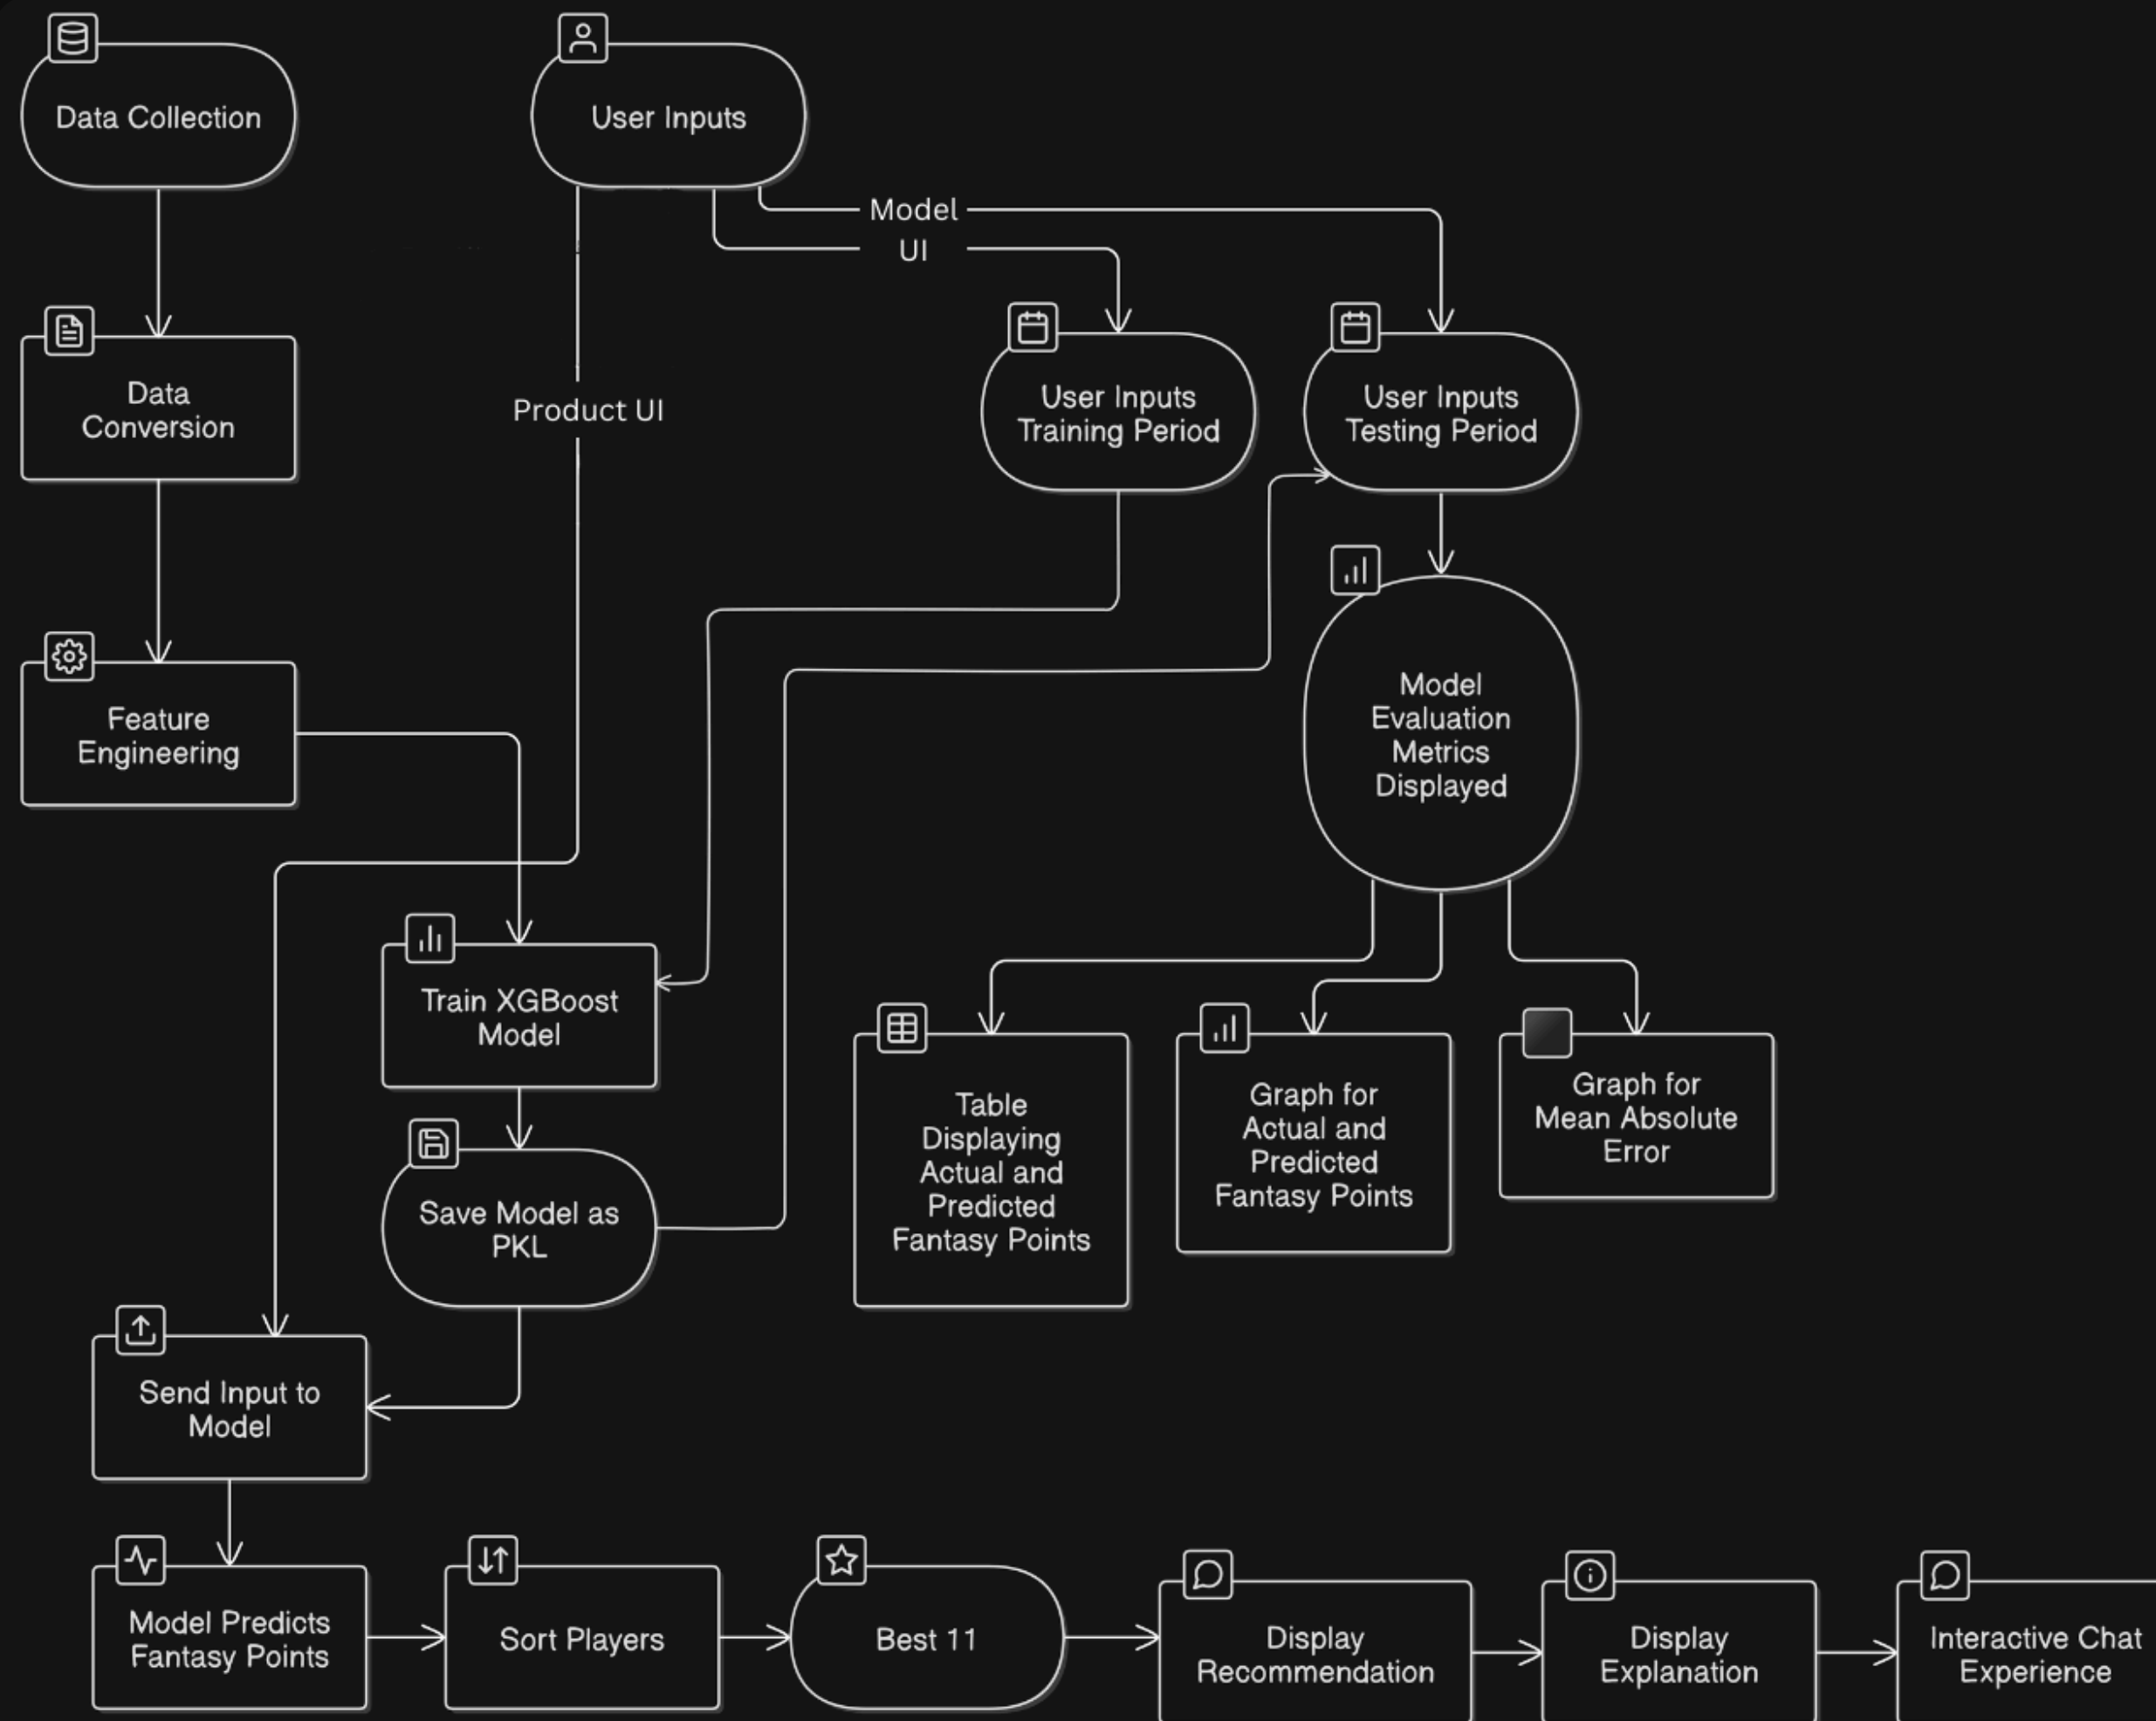 Data Collection
User Inputs
Model
UI
Data
Conversion
Product UI
User Inputs
Training Period
User Inputs
Testing Period
Feature
Engineering
Model
Evaluation
Metrics
Displayed
Train XGBoost
Model
Table
Displaying
Actual and
Predicted
Fantasy Points
Graph for
Actual and
Predicted
Fantasy Points
Graph for
Mean Absolute
Error
Save Model as
PKL
Send Input to
Model
Model Predicts
Fantasy Points
Sort Players
Best 11
Display
Recommendation
Display
Explanation
Interactive Chat
Experience